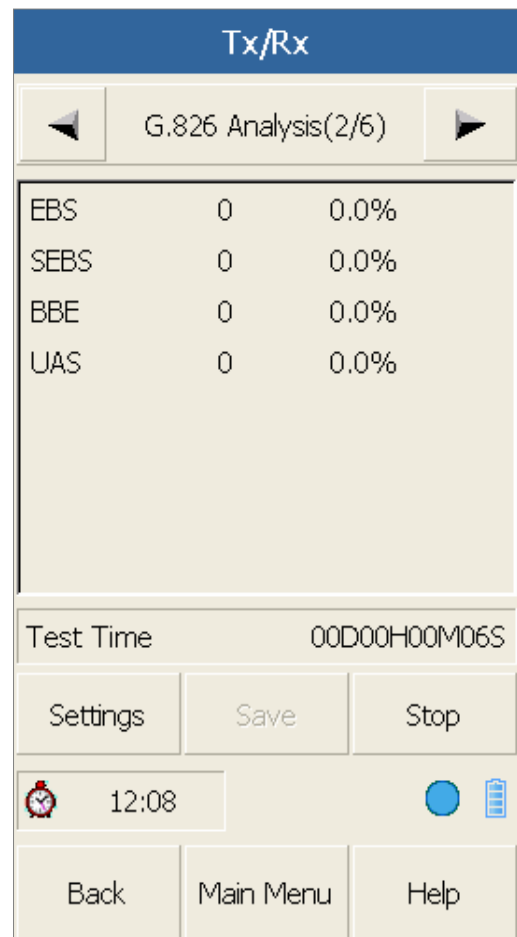 Tx/Rx
G.826 Analysis(2/6)
EBS 0 0.0%
SEBS 0 0.0%
BBE 0 0.0%
UAS 0 0.0%
Test Time 00D00H00M06S
Settings Save Stop
12:08
Back Main Menu Help